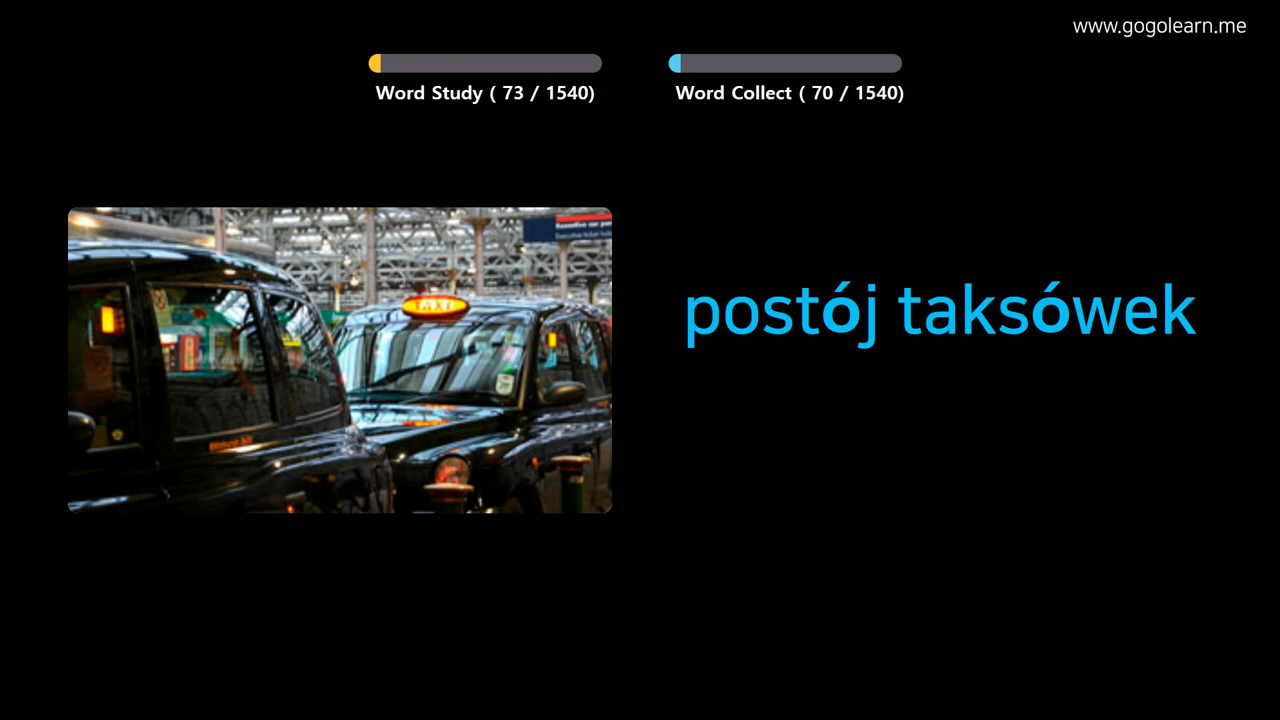 www.gogolearn.me
Word Study ( 73 / 1540)
Word Collect ( 70 / 1540)
TAXI
postój taksówek